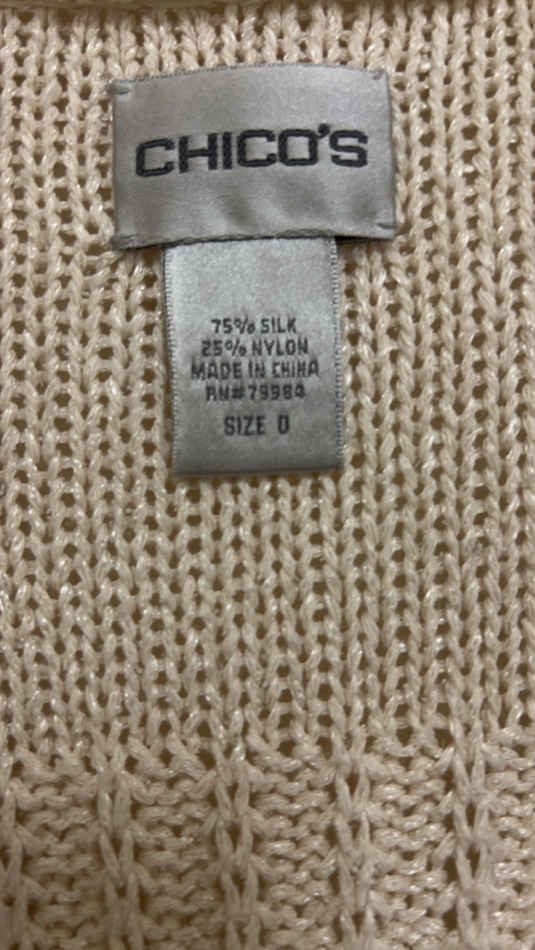 CHICO'S
75% SILK
25% NYLON
MADE IN CHINA
RN#79984
SIZE 0